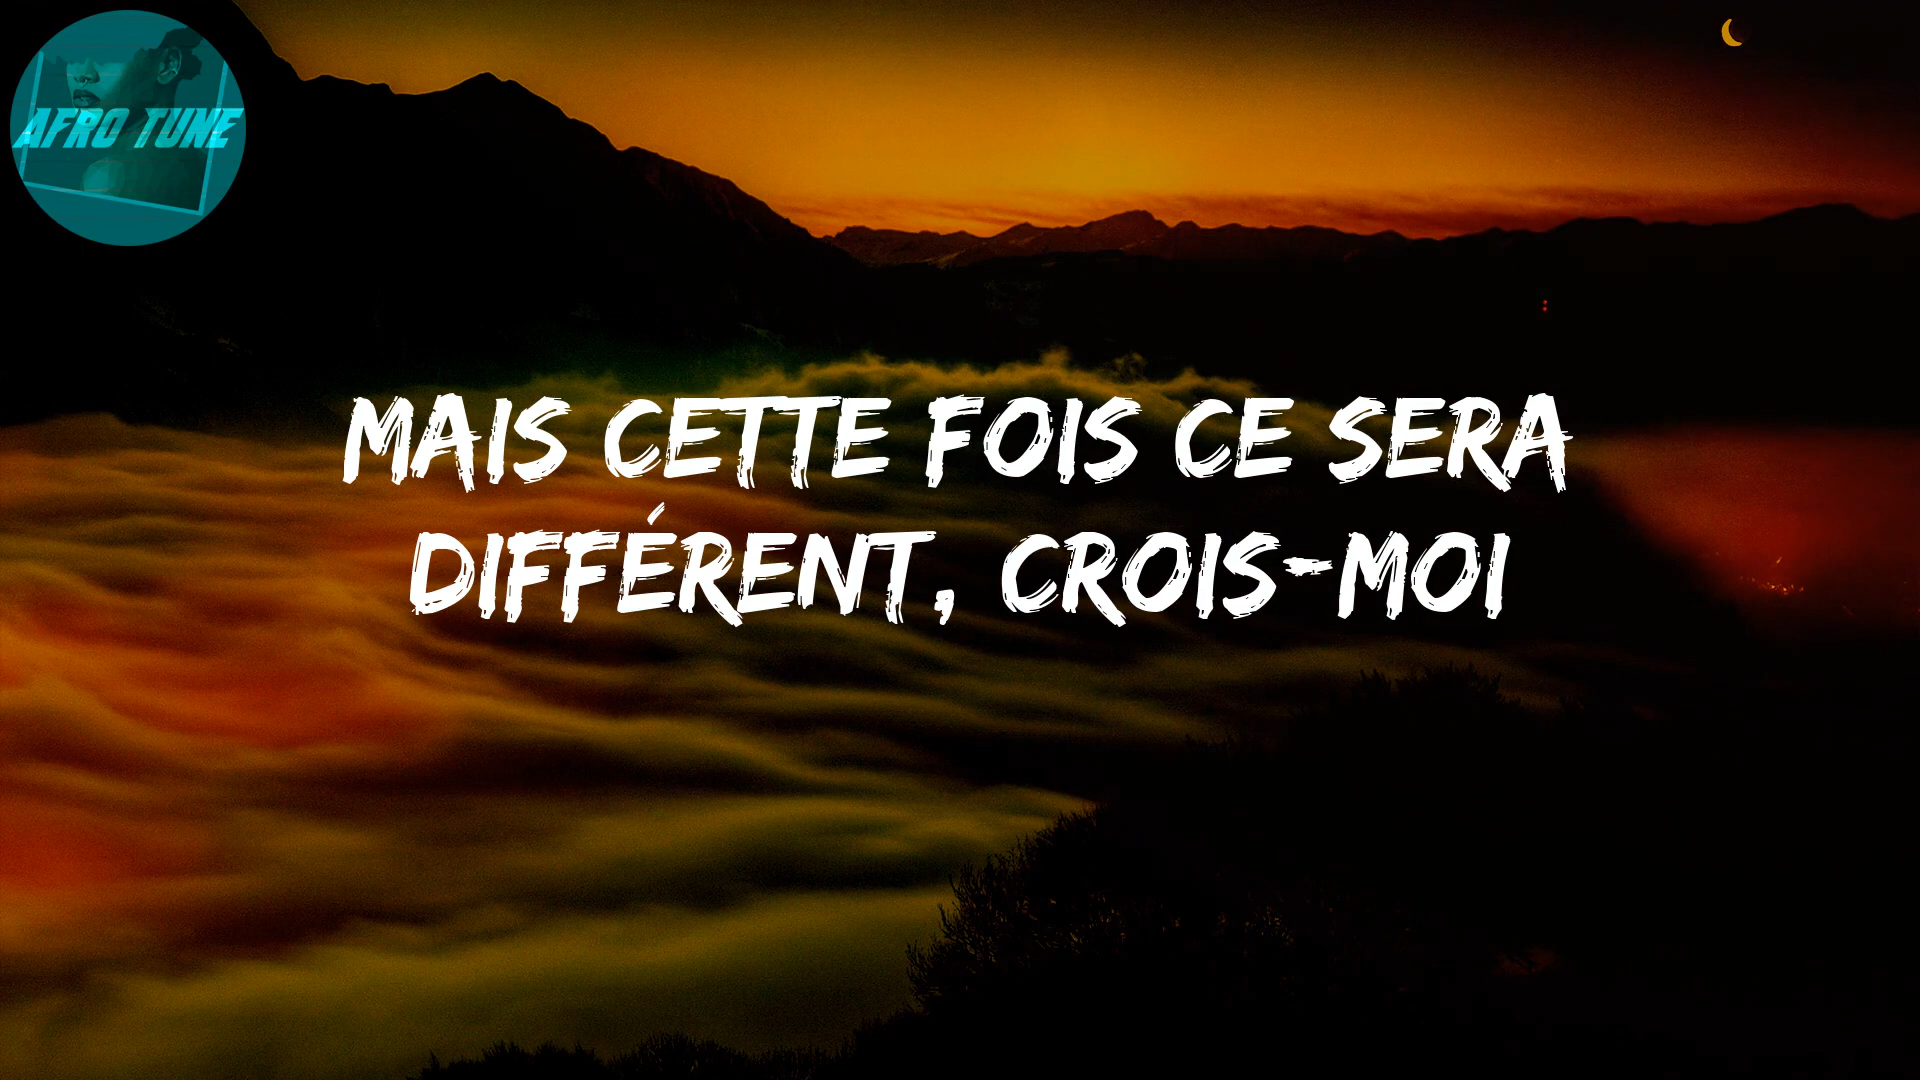 AFRO TUNE
MAIS CETTE FOIS CE SERA
DIFFÉRENT, CROIS-MOI